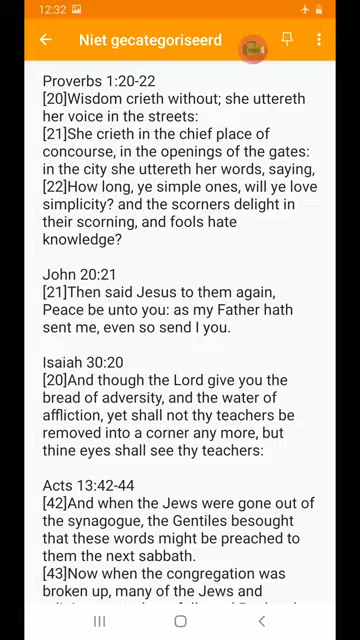 12:32
Niet gecategoriseerd
Proverbs 1:20-22
[20]Wisdom crieth without; she uttereth
her voice in the streets:
[21]She crieth in the chief place of
concourse, in the openings of the gates:
in the city she uttereth her words, saying,
[22]How long, ye simple ones, will ye love
simplicity? and the scorners delight in
their scorning, and fools hate
knowledge?
John 20:21
[21]Then said Jesus to them again,
Peace be unto you: as my Father hath
sent me, even so send I you.
Isaiah 30:20
[20]And though the Lord give you the
bread of adversity, and the water of
affliction, yet shall not thy teachers be
removed into a corner any more, but
thine eyes shall see thy teachers:
Acts 13:42-44
[42]And when the Jews were gone out of
the synagogue, the Gentiles besought
that these words might be preached to
them the next sabbath.
[43]Now when the congregation was
broken up, many of the Jews and